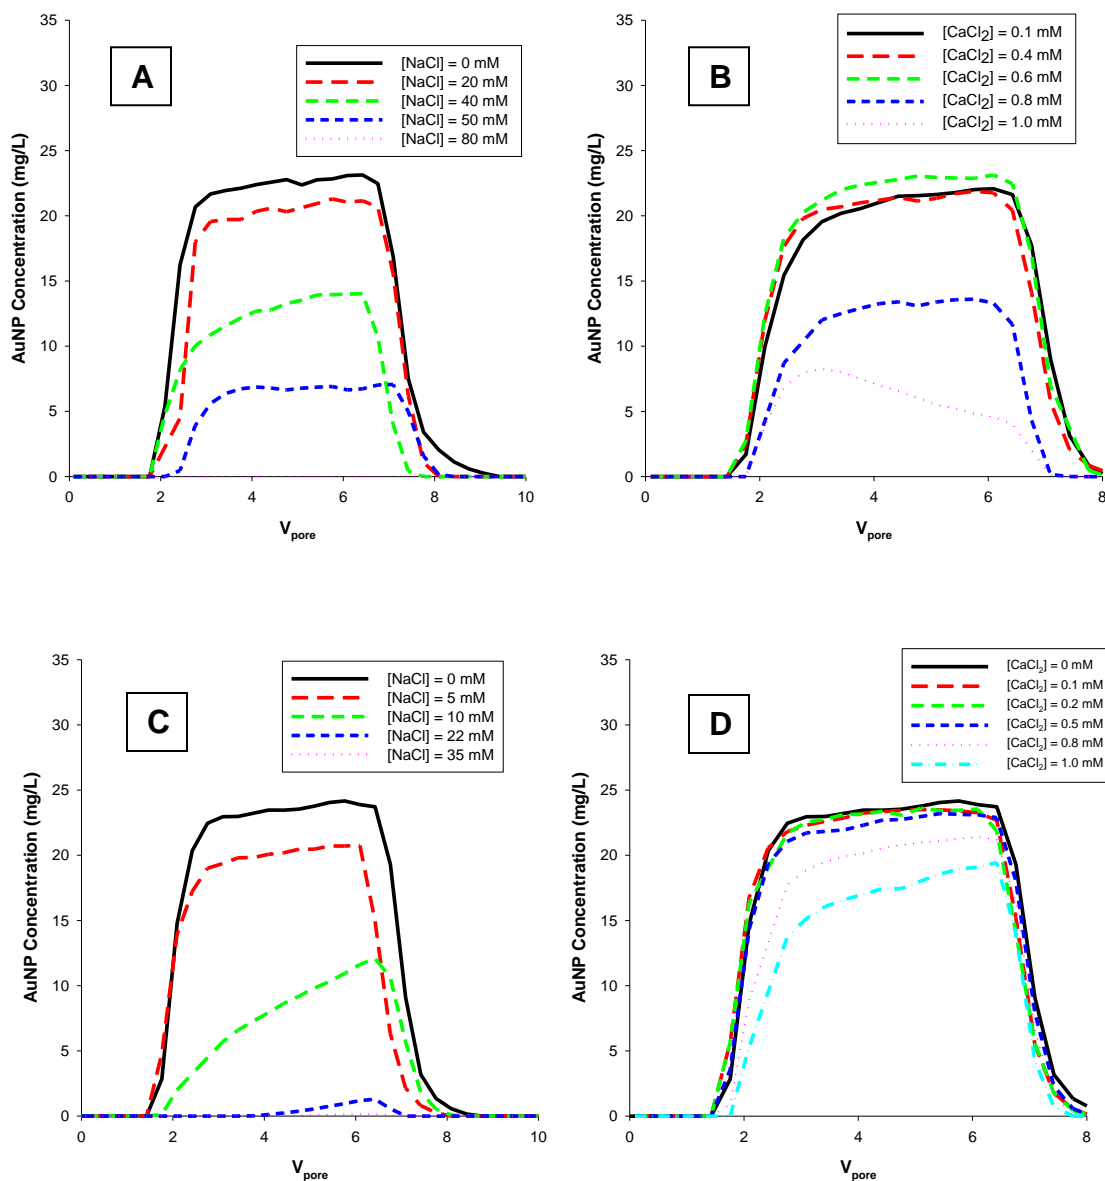 A
[NaCl] = 0 mM
[NaCl] = 20 mM
[NaCl] = 40 mM
[NaCl] = 50 mM
[NaCl] = 80 mM
AuNP Concentration (mg/L)
35
30
25
20
15
10
5
0
0 2 4 6 8 10
Vpore
B
[CaCl2] = 0.1 mM
[CaCl2] = 0.4 mM
[CaCl2] = 0.6 mM
[CaCl2] = 0.8 mM
[CaCl2] = 1.0 mM
AuNP Concentration (mg/L)
35
30
25
20
15
10
5
0
0 2 4 6 8
Vpore
C
[NaCl] = 0 mM
[NaCl] = 5 mM
[NaCl] = 10 mM
[NaCl] = 22 mM
[NaCl] = 35 mM
AuNP Concentration (mg/L)
35
30
25
20
15
10
5
0
0 2 4 6 8 10
Vpore
D
[CaCl2] = 0 mM
[CaCl2] = 0.1 mM
[CaCl2] = 0.2 mM
[CaCl2] = 0.5 mM
[CaCl2] = 0.8 mM
[CaCl2] = 1.0 mM
AuNP Concentration (mg/L)
35
30
25
20
15
10
5
0
0 2 4 6 8
Vpore